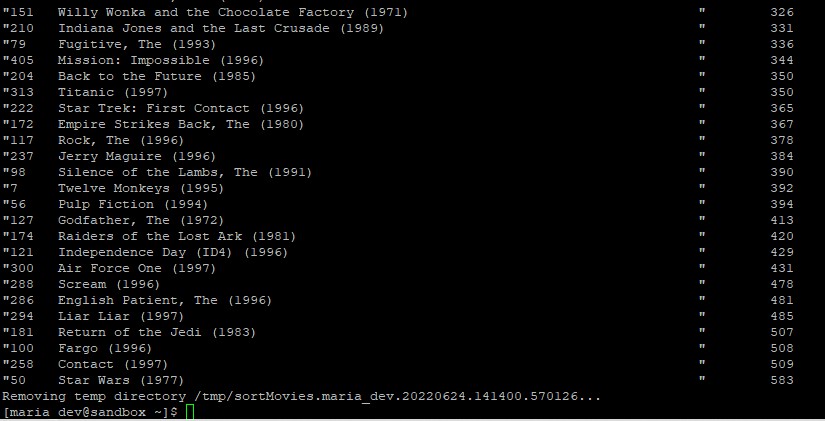 "151   Willy Wonka and the Chocolate Factory (1971)   "   326
"210   Indiana Jones and the Last Crusade (1989)   "   331
"79   Fugitive, The (1993)   "   336
"405   Mission: Impossible (1996)   "   344
"204   Back to the Future (1985)   "   350
"313   Titanic (1997)   "   350
"222   Star Trek: First Contact (1996)   "   365
"172   Empire Strikes Back, The (1980)   "   367
"117   Rock, The (1996)   "   378
"237   Jerry Maguire (1996)   "   384
"98   Silence of the Lambs, The (1991)   "   390
"7   Twelve Monkeys (1995)   "   392
"56   Pulp Fiction (1994)   "   394
"127   Godfather, The (1972)   "   413
"174   Raiders of the Lost Ark (1981)   "   420
"121   Independence Day (ID4) (1996)   "   429
"300   Air Force One (1997)   "   431
"288   Scream (1996)   "   478
"286   English Patient, The (1996)   "   481
"294   Liar Liar (1997)   "   485
"181   Return of the Jedi (1983)   "   507
"100   Fargo (1996)   "   508
"258   Contact (1997)   "   509
"50   Star Wars (1977)   "   583
Removing temp directory /tmp/sortMovies.maria_dev.20220624.141400.570126...
[maria_dev@sandbox ~]$